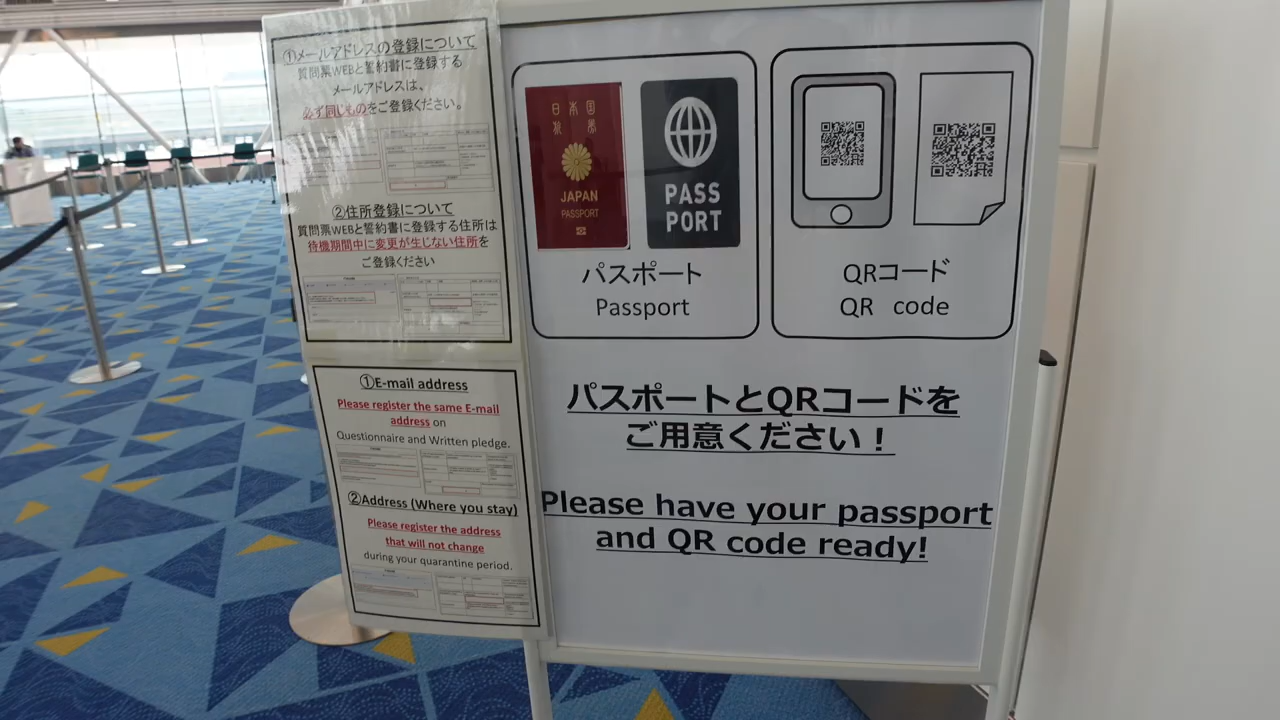 ①メールアドレスの登録について
質問票WEBと誓約書に登録する
メールアドレスは、
必ず同じものをご登録ください。
②住所登録について
質問票WEBと誓約書に登録する住所は
待機期間中に変更が生じない住所を
ご登録ください
①E-mail address
Please register the same E-mail
address on
Questionnaire and Written pledge.
②Address (Where you stay)
Please register the address
that will not change
during your quarantine period.
日本国
旅券
JAPAN
PASSPORT
PASS
PORT
パスポート
Passport
QRコード
QR code
パスポートとQRコードを
ご用意ください！
Please have your passport
and QR code ready!